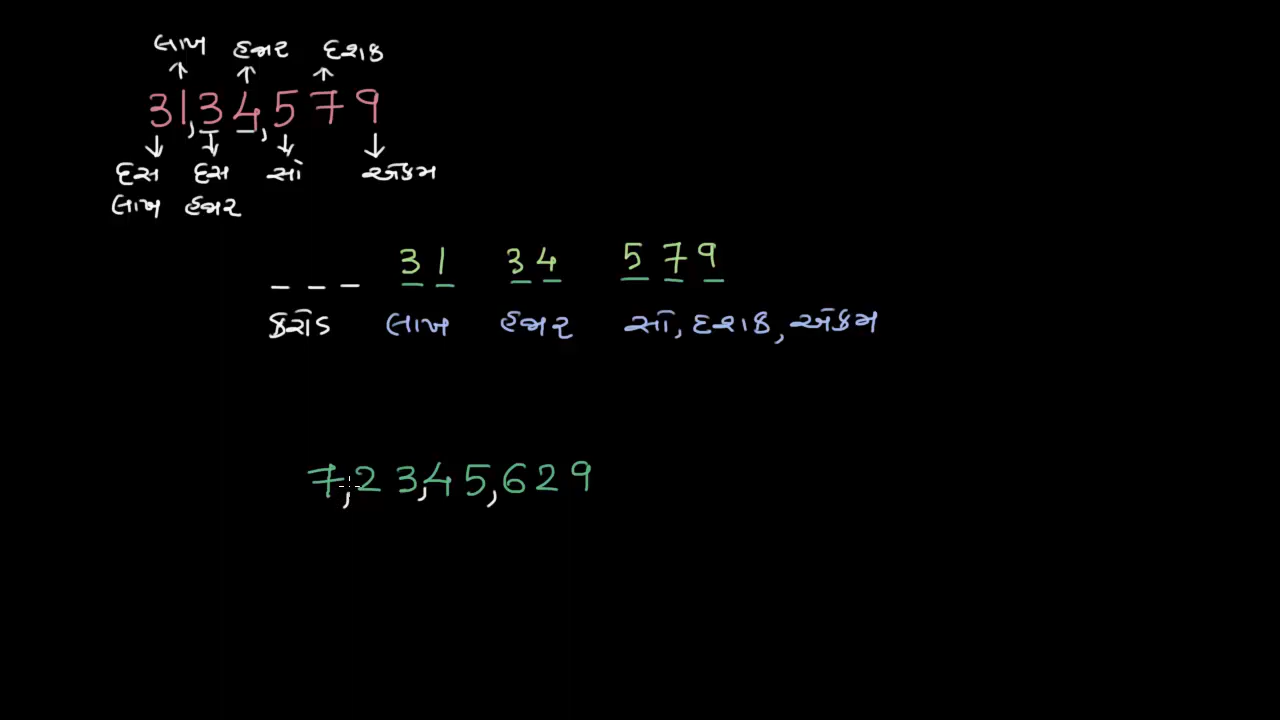 લાખ હજાર દશક
31,34,579
દસ દસ સો એકમ
લાખ હજાર
_ _ _ 31 34 579
કરોડ લાખ હજાર સો, દશક, એકમ
7,23,45,629